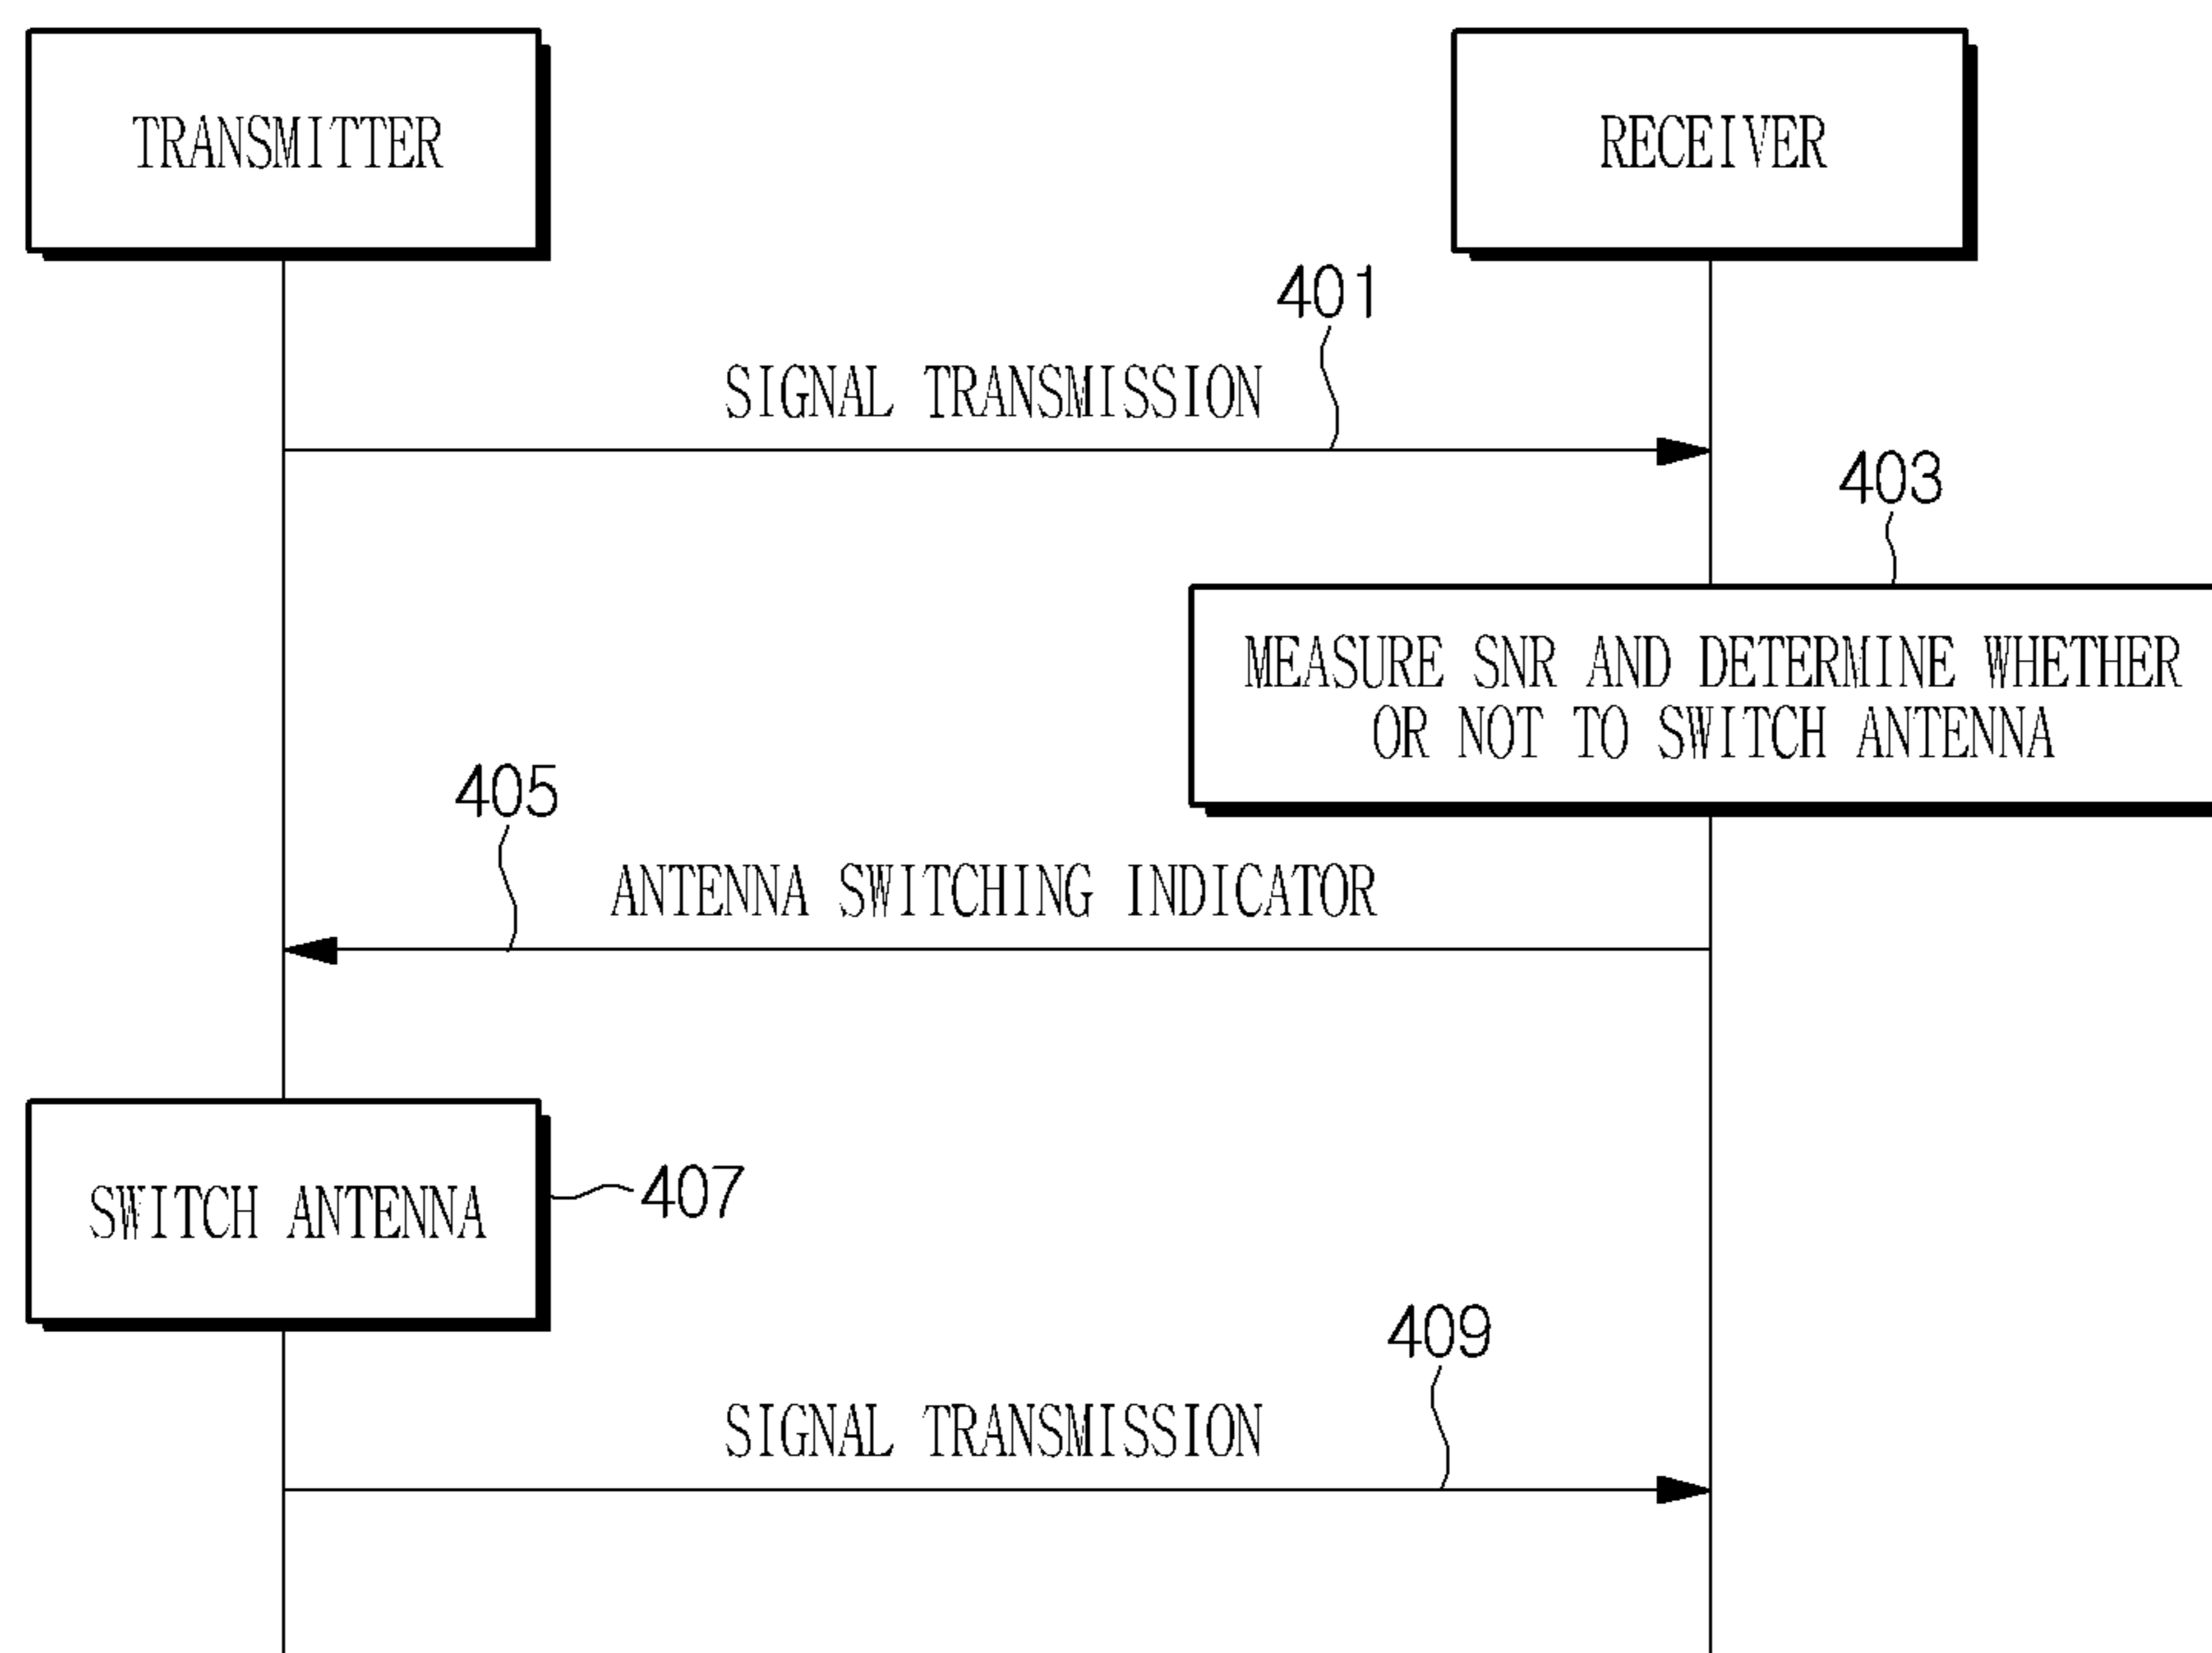 TRANSMITTER
RECEIVER
401
SIGNAL TRANSMISSION
403
MEASURE SNR AND DETERMINE WHETHER
OR NOT TO SWITCH ANTENNA
405
ANTENNA SWITCHING INDICATOR
SWITCH ANTENNA
407
409
SIGNAL TRANSMISSION